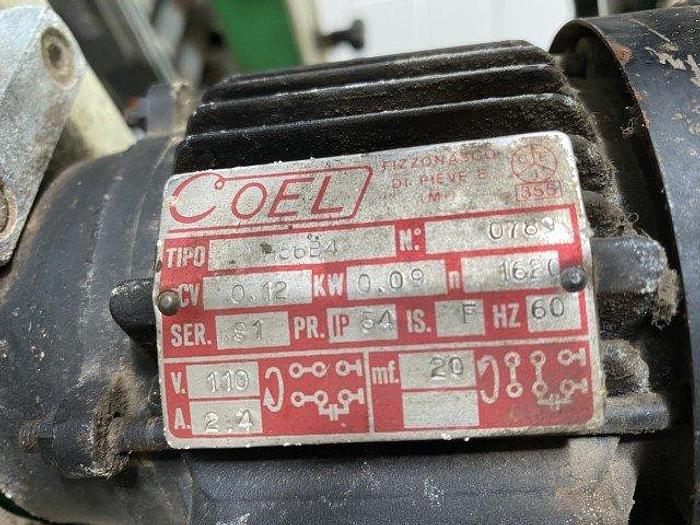 COEL
FIZZONASCO
DI PIEVE E.
(MI)
TIPO
N° 0789
CV 0.12 KW 0.09 n 1620
SER. S1 PR. IP 54 IS. F HZ 60
V. 110 mf. 20
A. 2.4